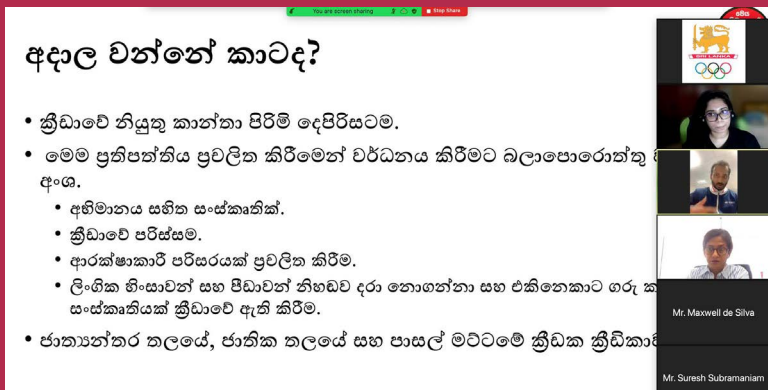 You are screen sharing
Stop Share
අදාල වන්නේ කාටද?
SRI LANKA
• ක්‍රීඩාවේ නියුතු කාන්තා පිරිමි දෙපිරිසටම.
• මෙම ප්‍රතිපත්තිය ප්‍රචලිත කිරීමෙන් වර්ධනය කිරීමට බලාපොරොත්තු
අංශ.
• අභිමානය සහිත සංස්කෘතික්.
• ක්‍රීඩාවේ පරිස්සම.
• ආරක්ෂාකාරී පරිසරයක් ප්‍රචලිත කිරීම.
• ලිංගික හිංසාවන් සහ පීඩාවන් නිහඬව දරා නොගන්නා සහ එකිනෙකාට ගරු
සංස්කෘතියක් ක්‍රීඩාවේ ඇති කිරීම.
• ජාත්‍යන්තර තලයේ, ජාතික තලයේ සහ පාසල් මට්ටමේ ක්‍රීඩක
Mr. Maxwell de Silva
Mr. Suresh Subramaniam